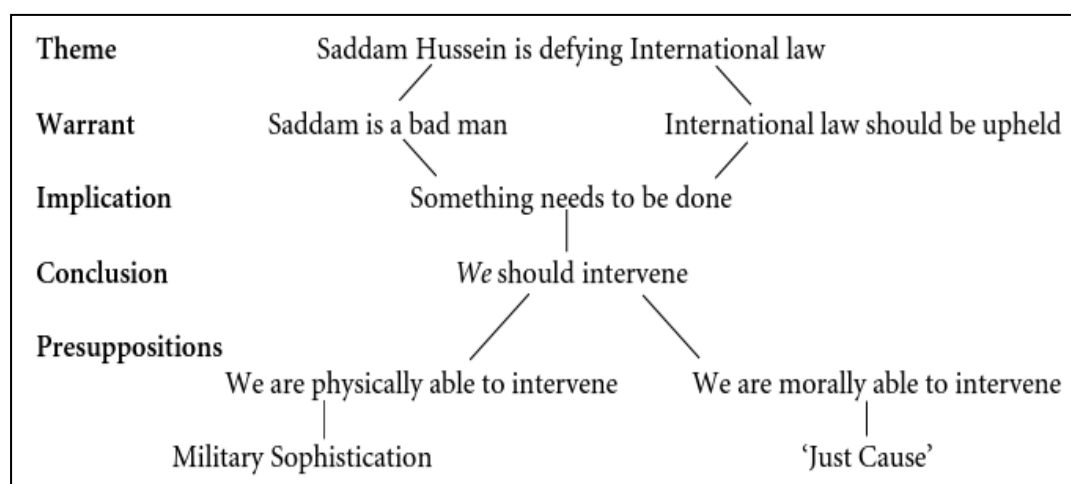 Theme Saddam Hussein is defying International law
Warrant Saddam is a bad man International law should be upheld
Implication Something needs to be done
Conclusion We should intervene
Presuppositions
We are physically able to intervene We are morally able to intervene
Military Sophistication ‘Just Cause’